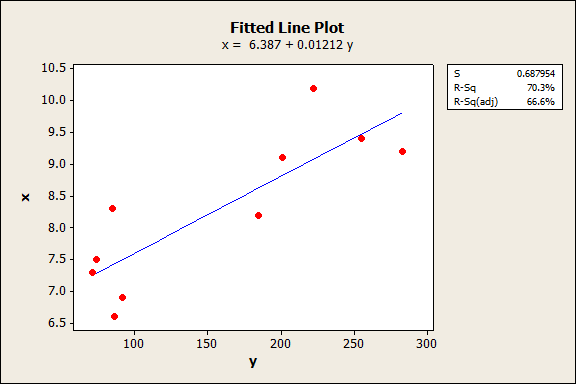 Fitted Line Plot
x = 6.387 + 0.01212 y
S 0.687954
R-Sq 70.3%
R-Sq(adj) 66.6%
10.5
10.0
9.5
9.0
8.5
8.0
7.5
7.0
6.5
x
100 150 200 250 300
y